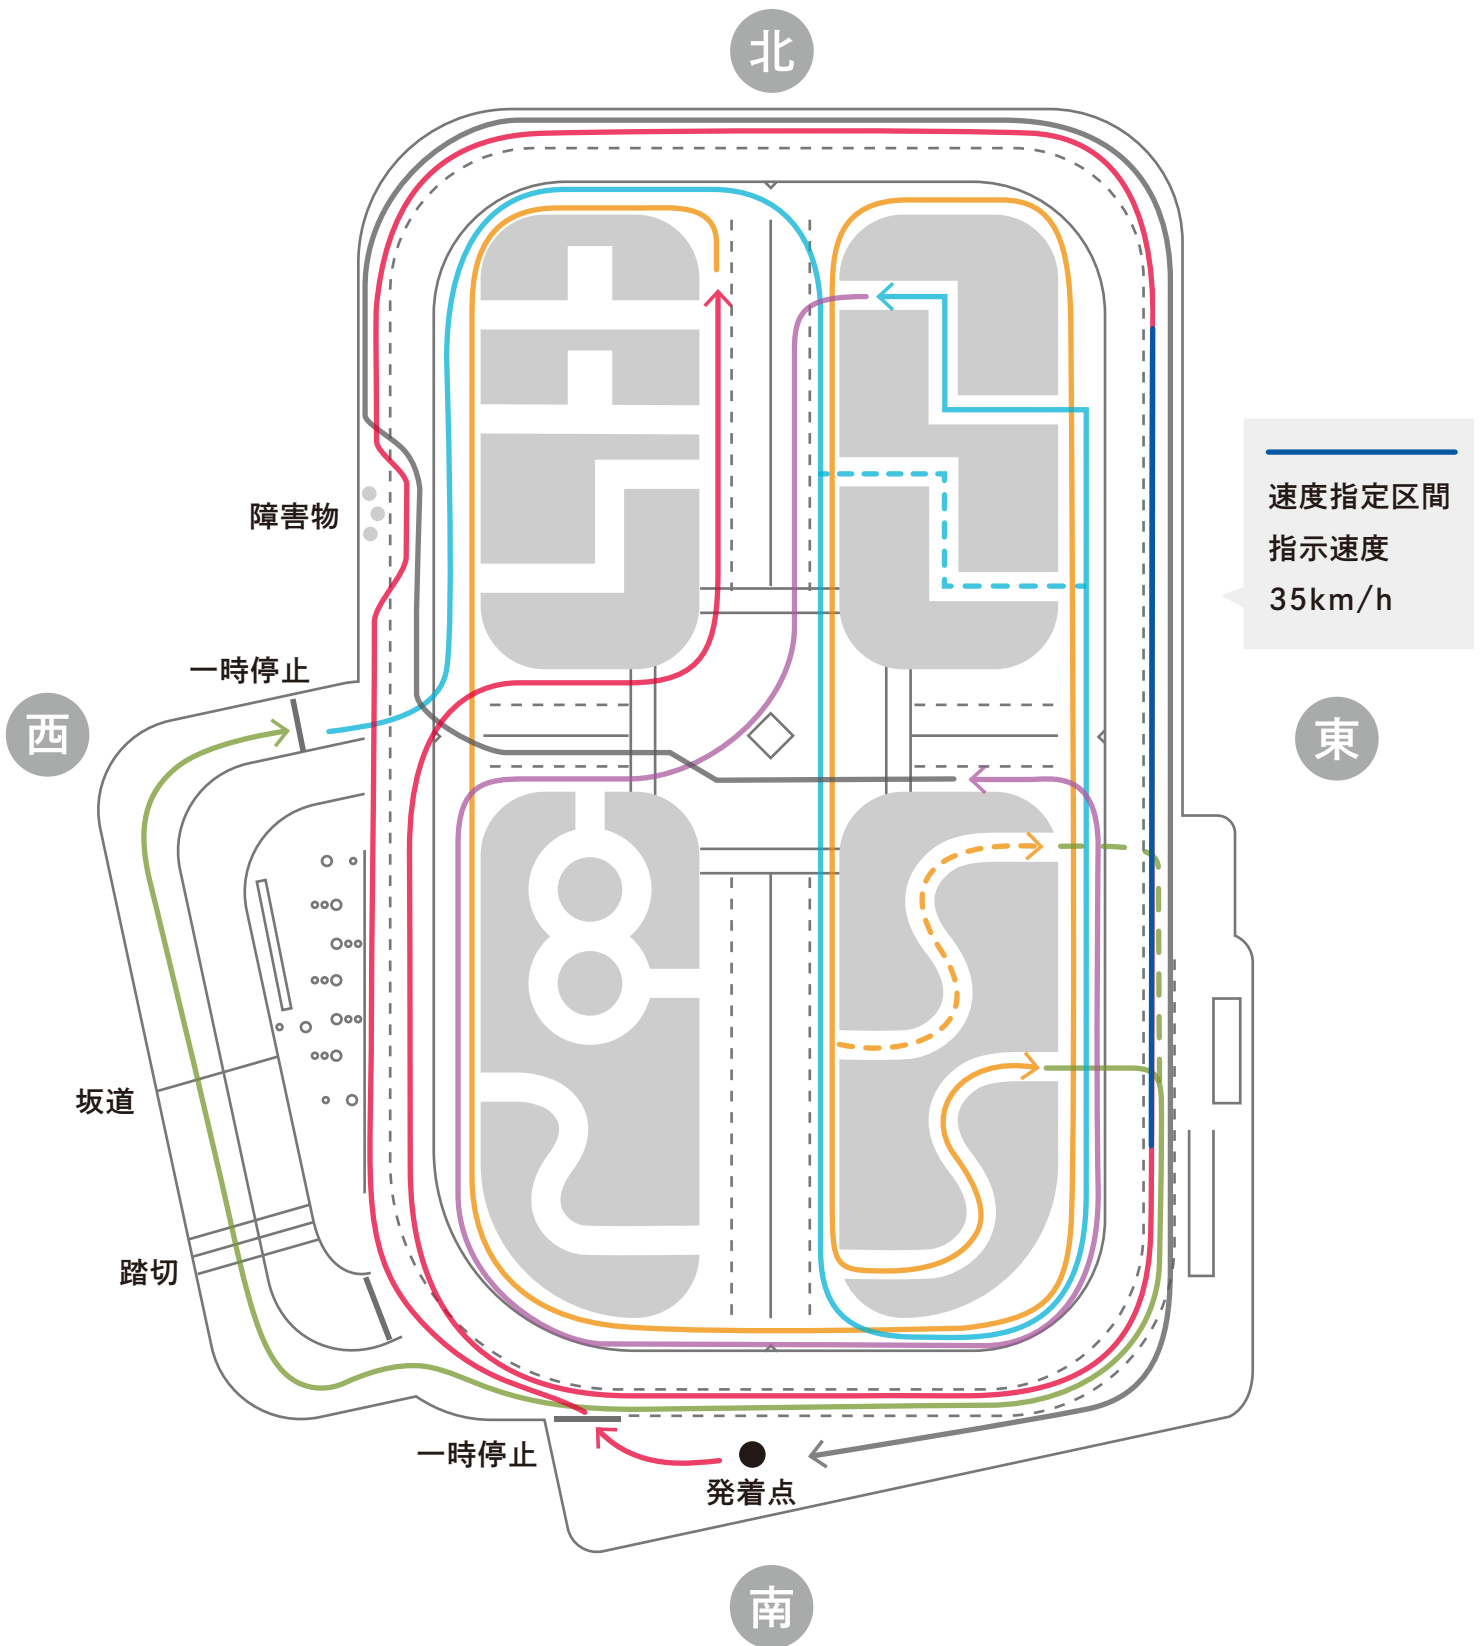 北
障害物
速度指定区間
指示速度
35km/h
一時停止
西
東
坂道
踏切
一時停止
発着点
南